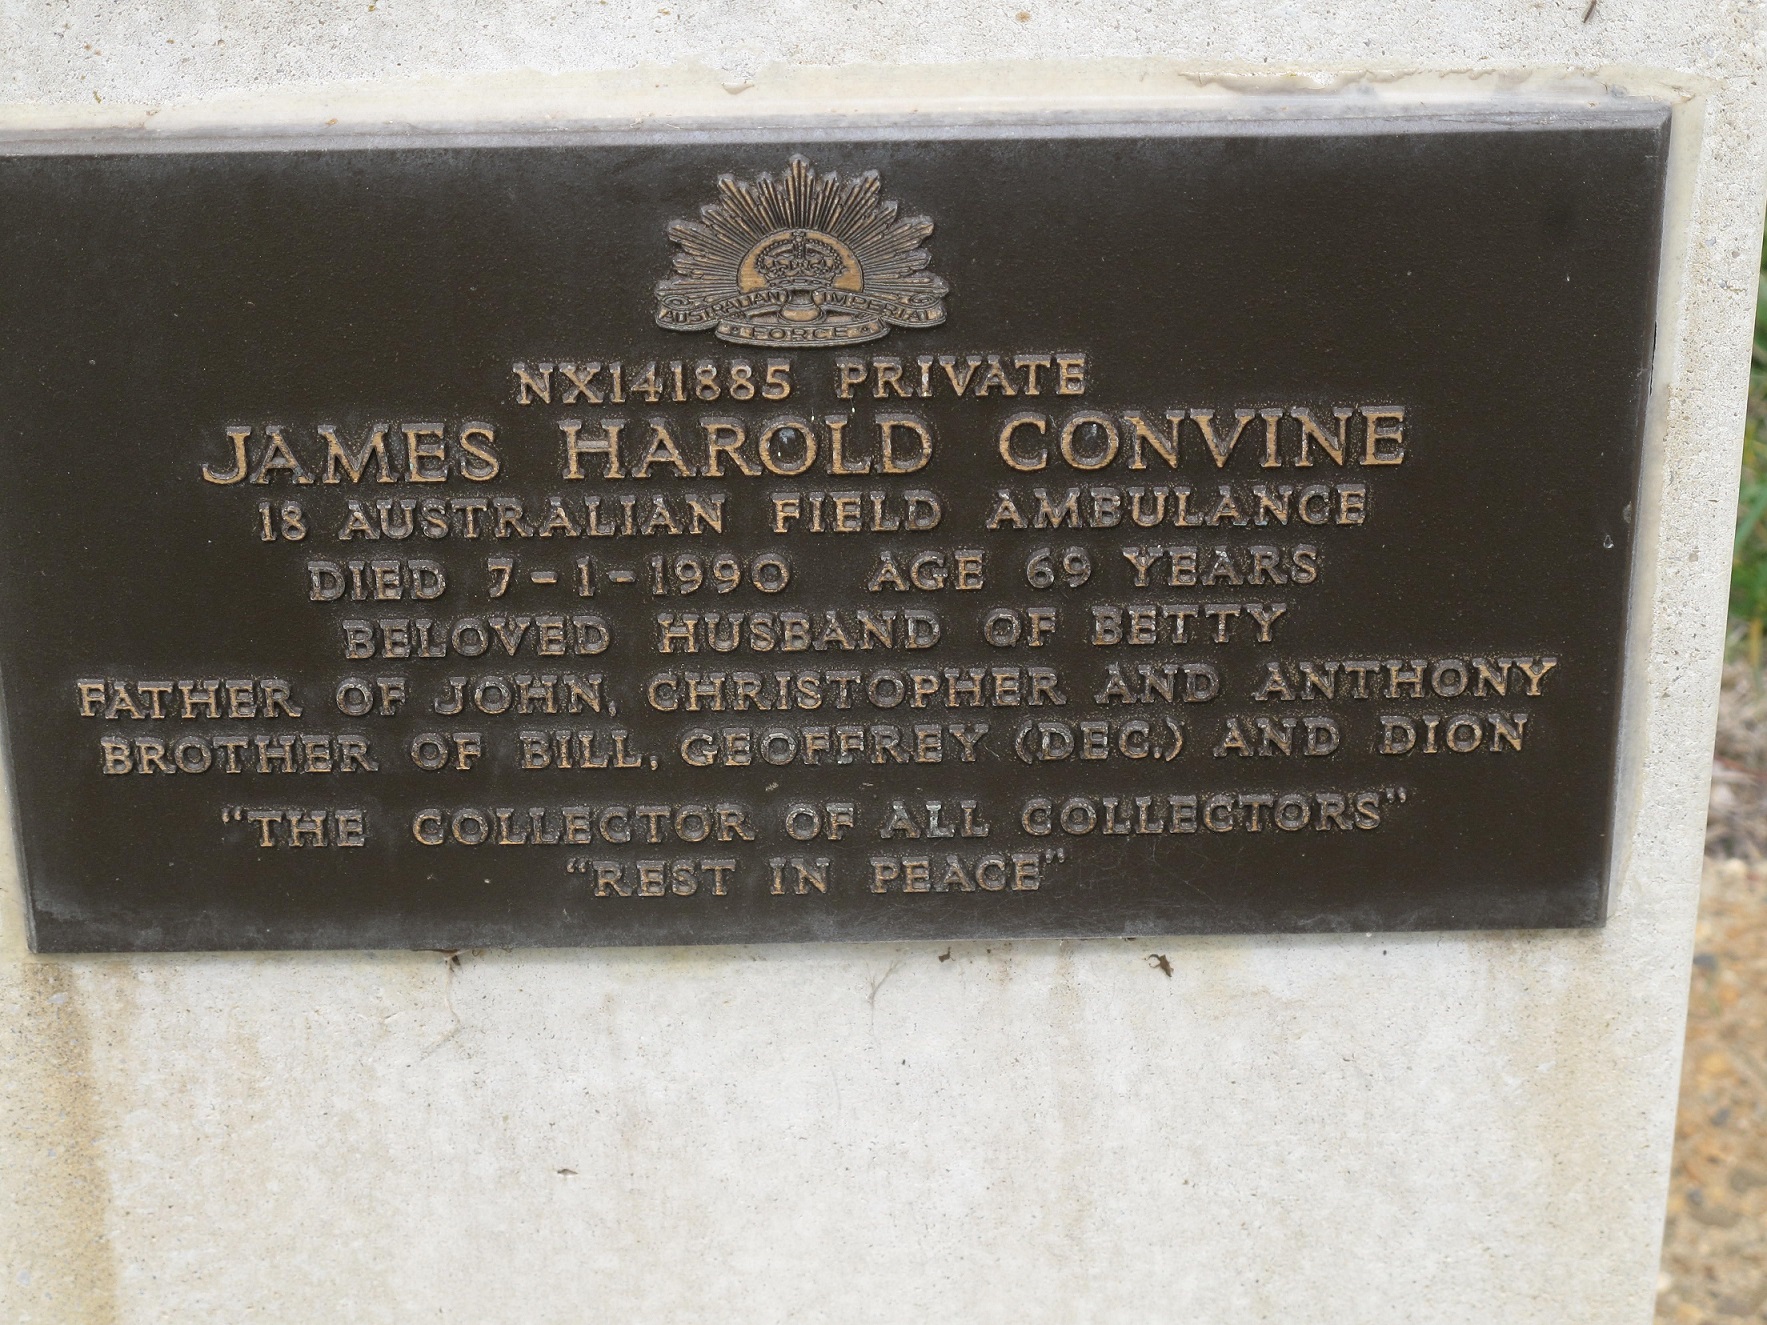 AUSTRALIAN IMPERIAL
FORCE
NX141885 PRIVATE
JAMES HAROLD CONVINE
18 AUSTRALIAN FIELD AMBULANCE
DIED 7-1-1990 AGE 69 YEARS
BELOVED HUSBAND OF BETTY
FATHER OF JOHN, CHRISTOPHER AND ANTHONY
BROTHER OF BILL, GEOFFREY (DEC.) AND DION
"THE COLLECTOR OF ALL COLLECTORS"
"REST IN PEACE"